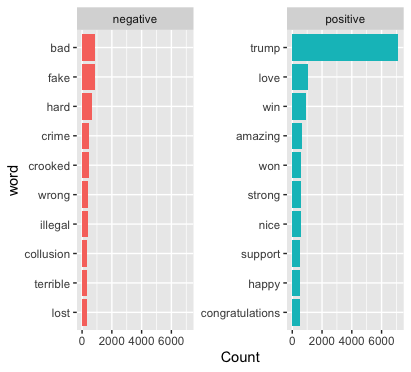 negative
positive
word
bad
fake
hard
crime
crooked
wrong
illegal
collusion
terrible
lost
trump
love
win
amazing
won
strong
nice
support
happy
congratulations
0 2000 4000 6000
0 2000 4000 6000
Count